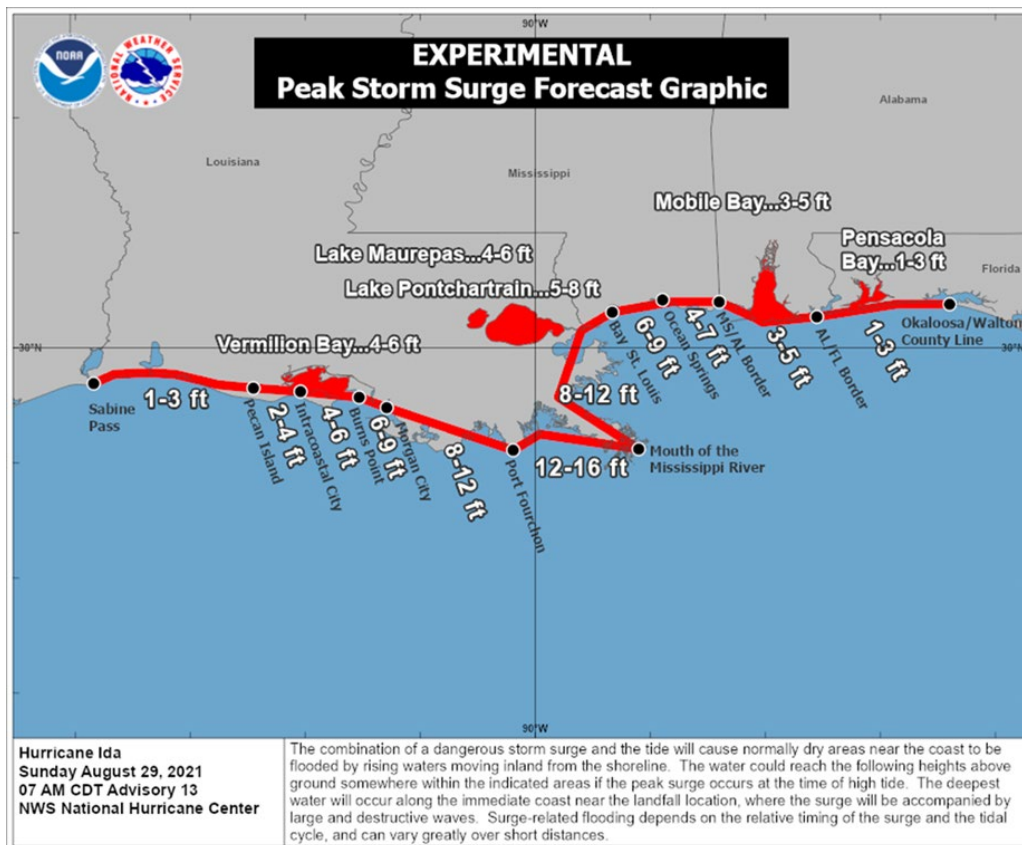 90°W
EXPERIMENTAL
Peak Storm Surge Forecast Graphic
NOAA
NATIONAL WEATHER SERVICE
Alabama
Louisiana
Mississippi
Mobile Bay...3-5 ft
Pensacola
Bay...1-3 ft
Florida
Lake Maurepas...4-6 ft
Lake Pontchartrain...5-8 ft
Vermilion Bay...4-6 ft
30°N
30°N
Sabine
Pass
1-3 ft
Pecan Island
2-4 ft
Intracoastal City
4-6 ft
Burns Point
6-9 ft
Morgan City
8-12 ft
Port Fourchon
12-16 ft
Mouth of the
Mississippi River
8-12 ft
Bay St. Louis
6-9 ft
Ocean Springs
4-7 ft
MS/AL Border
3-5 ft
AL/FL Border
1-3 ft
Okaloosa/Walton
County Line
90°W
Hurricane Ida
Sunday August 29, 2021
07 AM CDT Advisory 13
NWS National Hurricane Center
The combination of a dangerous storm surge and the tide will cause normally dry areas near the coast to be
flooded by rising waters moving inland from the shoreline. The water could reach the following heights above
ground somewhere within the indicated areas if the peak surge occurs at the time of high tide. The deepest
water will occur along the immediate coast near the landfall location, where the surge will be accompanied by
large and destructive waves. Surge-related flooding depends on the relative timing of the surge and the tidal
cycle, and can vary greatly over short distances.